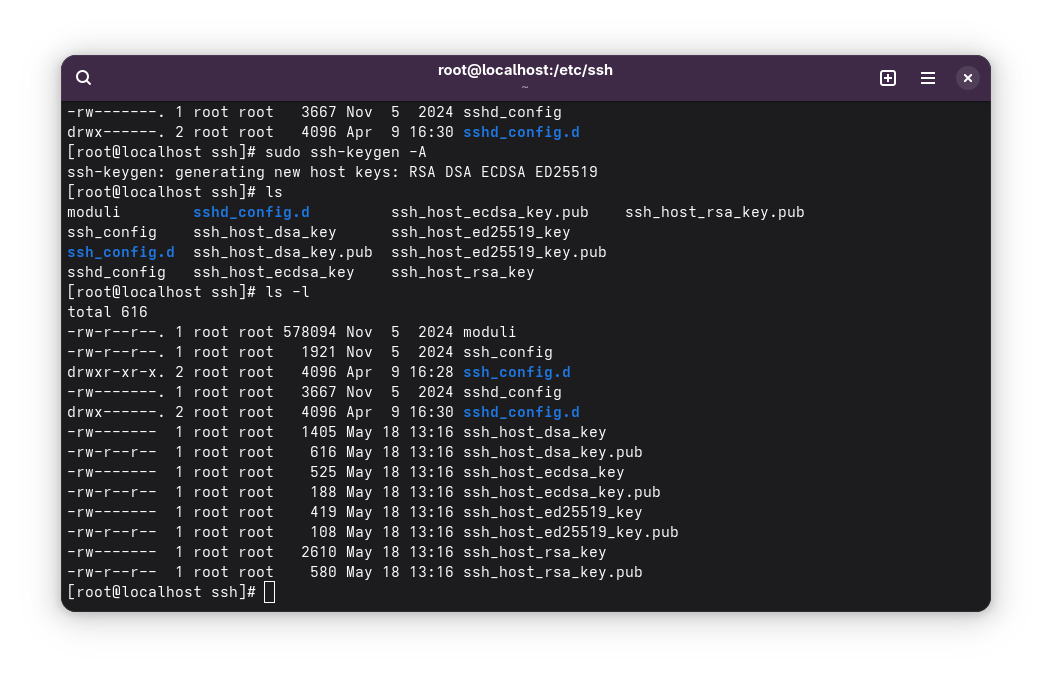 root@localhost:/etc/ssh
~
-rw-------. 1 root root   3667 Nov  5  2024 sshd_config
drwx------. 2 root root   4096 Apr  9 16:30 sshd_config.d
[root@localhost ssh]# sudo ssh-keygen -A
ssh-keygen: generating new host keys: RSA DSA ECDSA ED25519
[root@localhost ssh]# ls
moduli        sshd_config.d         ssh_host_ecdsa_key.pub    ssh_host_rsa_key.pub
ssh_config    ssh_host_dsa_key      ssh_host_ed25519_key
ssh_config.d  ssh_host_dsa_key.pub  ssh_host_ed25519_key.pub
sshd_config   ssh_host_ecdsa_key    ssh_host_rsa_key
[root@localhost ssh]# ls -l
total 616
-rw-r--r--. 1 root root 578094 Nov  5  2024 moduli
-rw-r--r--. 1 root root   1921 Nov  5  2024 ssh_config
drwxr-xr-x. 2 root root   4096 Apr  9 16:28 ssh_config.d
-rw-------. 1 root root   3667 Nov  5  2024 sshd_config
drwx------. 2 root root   4096 Apr  9 16:30 sshd_config.d
-rw-------  1 root root   1405 May 18 13:16 ssh_host_dsa_key
-rw-r--r--  1 root root    616 May 18 13:16 ssh_host_dsa_key.pub
-rw-------  1 root root    525 May 18 13:16 ssh_host_ecdsa_key
-rw-r--r--  1 root root    188 May 18 13:16 ssh_host_ecdsa_key.pub
-rw-------  1 root root    419 May 18 13:16 ssh_host_ed25519_key
-rw-r--r--  1 root root    108 May 18 13:16 ssh_host_ed25519_key.pub
-rw-------  1 root root   2610 May 18 13:16 ssh_host_rsa_key
-rw-r--r--  1 root root    580 May 18 13:16 ssh_host_rsa_key.pub
[root@localhost ssh]#